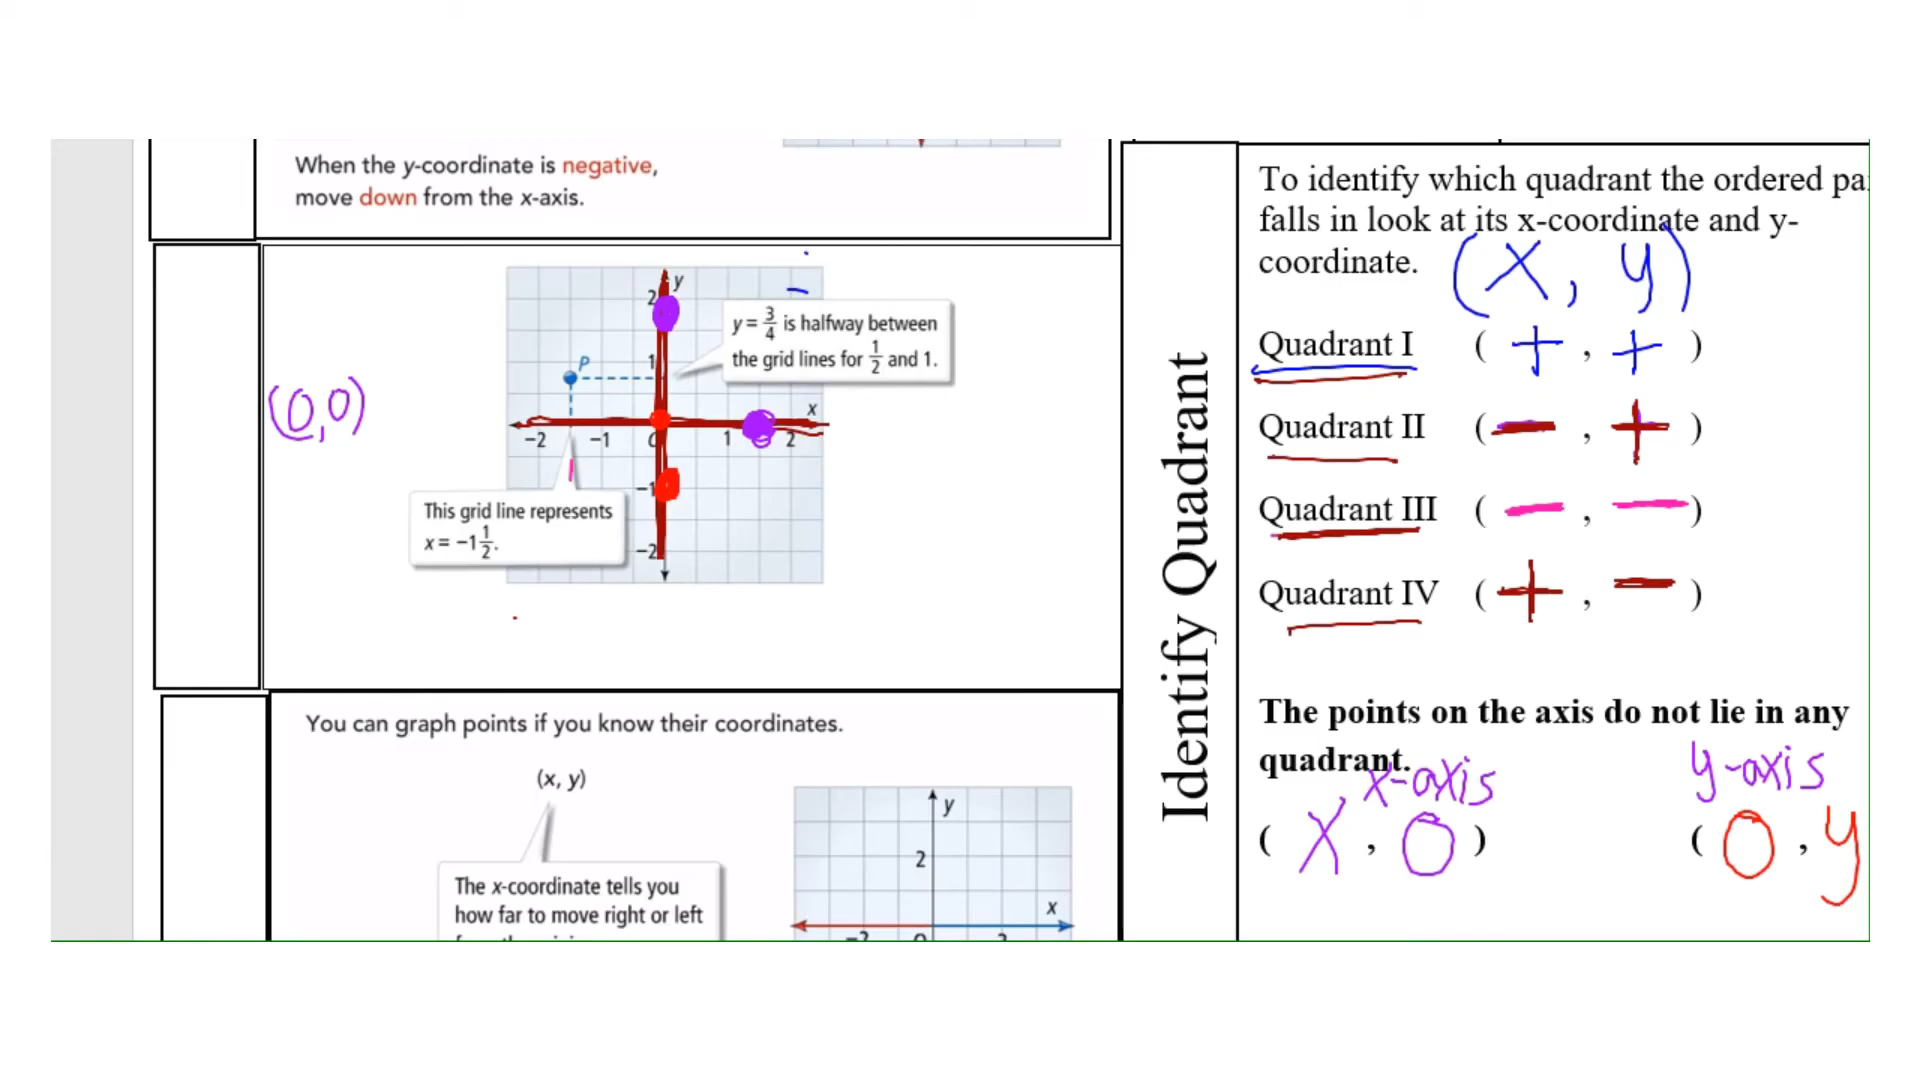 When the y-coordinate is negative,
move down from the x-axis.
y
2
y = 3/4 is halfway between
the grid lines for 1/2 and 1.
P
1
x
(0,0)
−2 −1 O 1 2
−1
This grid line represents
x = −1 1/2.
−2
You can graph points if you know their coordinates.
(x, y)
The x-coordinate tells you
how far to move right or left
y
2
x
−2 O 2
Identify Quadrant
To identify which quadrant the ordered pa
falls in look at its x-coordinate and y-
coordinate. (x, y)
Quadrant I ( + , + )
Quadrant II ( − , + )
Quadrant III ( − , − )
Quadrant IV ( + , − )
The points on the axis do not lie in any
quadrant.
x-axis y-axis
( x , 0 ) ( 0 , y